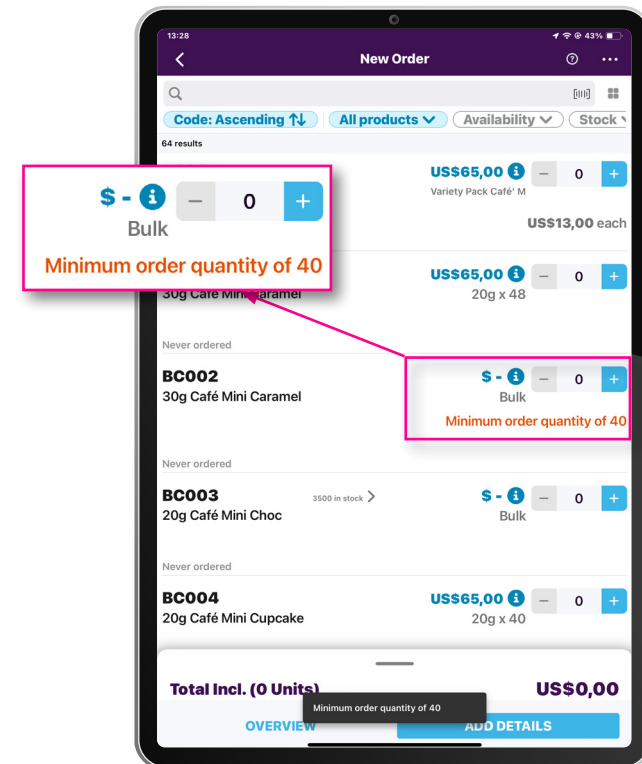 13:28
43%
New Order
Code: Ascending
All products
Availability
Stock
64 results
US$65,00
0
Variety Pack Café' M
US$13,00 each
$ -
0
Bulk
Minimum order quantity of 40
US$65,00
0
30g Café Mini Caramel
20g x 48
Never ordered
BC002
$ -
0
30g Café Mini Caramel
Bulk
Minimum order quantity of 40
Never ordered
BC003
3500 in stock
$ -
0
20g Café Mini Choc
Bulk
Never ordered
BC004
US$65,00
0
20g Café Mini Cupcake
20g x 40
Total Incl. (0 Units)
US$0,00
Minimum order quantity of 40
OVERVIEW
ADD DETAILS